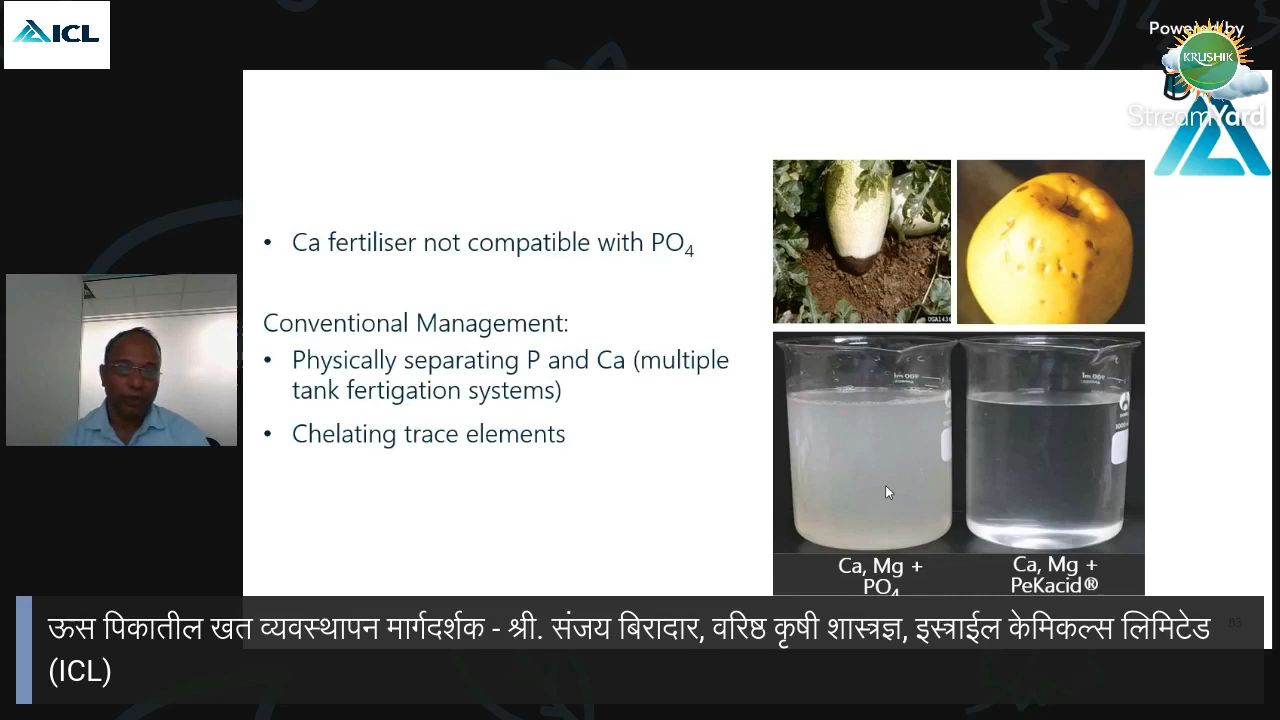 ICL
Powered by
KRUSHIK
StreamYard
• Ca fertiliser not compatible with PO4
Conventional Management:
• Physically separating P and Ca (multiple
tank fertigation systems)
• Chelating trace elements
Ca, Mg +
PO4
Ca, Mg +
PeKacid®
83
ऊस पिकातील खत व्यवस्थापन मार्गदर्शक - श्री. संजय बिरादार, वरिष्ठ कृषी शास्त्रज्ञ, इस्त्राईल केमिकल्स लिमिटेड
(ICL)